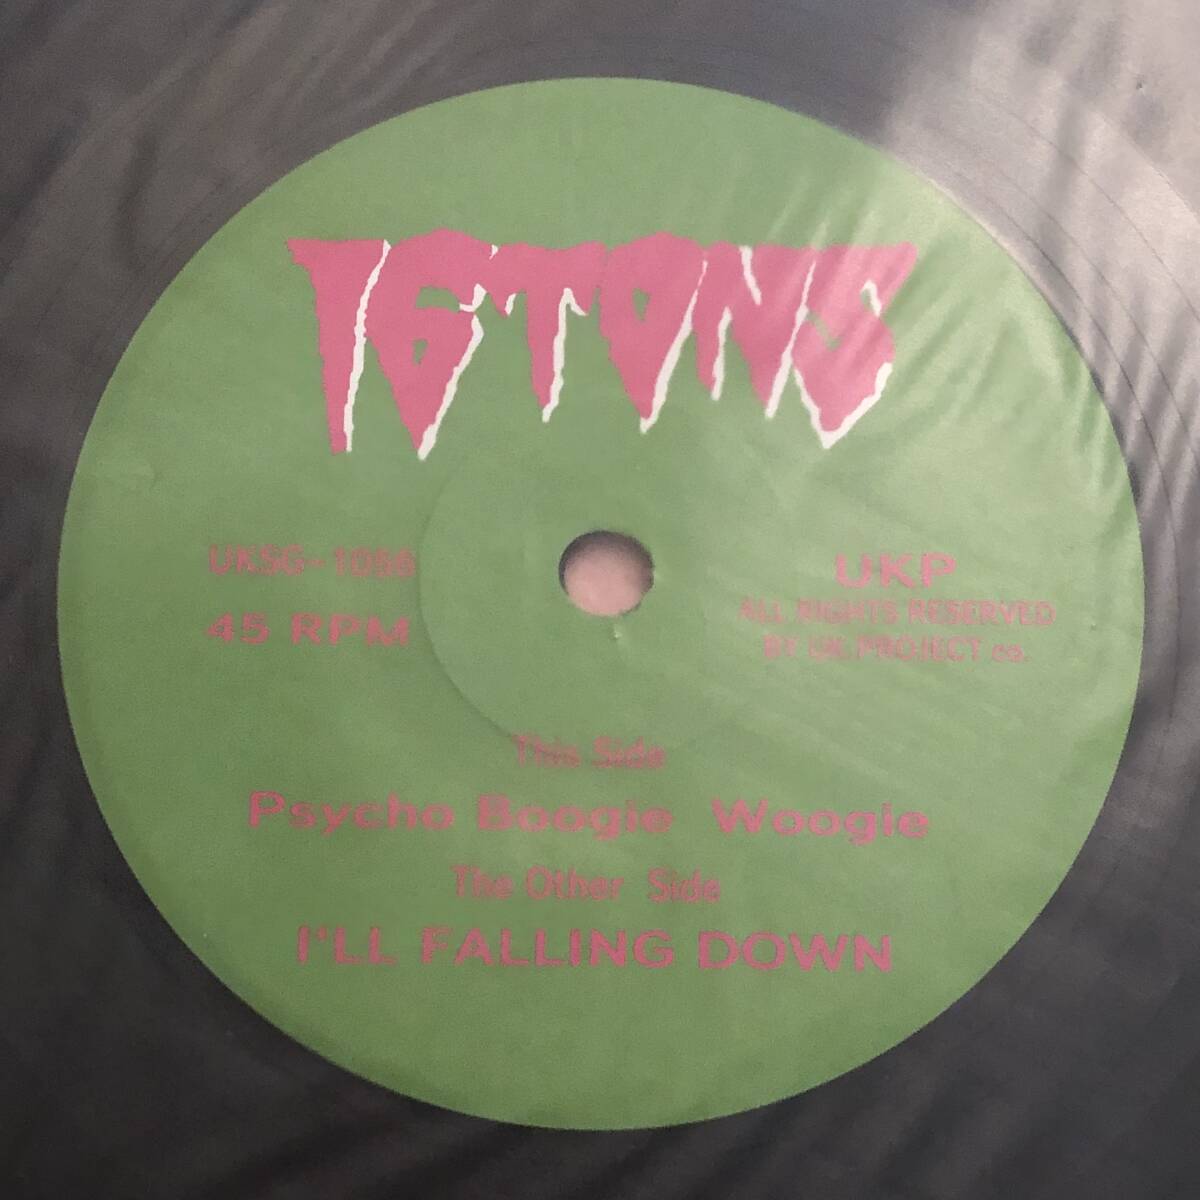 16TONS
UKSG-1056
45 RPM
UKP
ALL RIGHTS RESERVED
BY UK.PROJECT co.
This Side
Psycho Boogie Woogie
The Other Side
I'LL FALLING DOWN